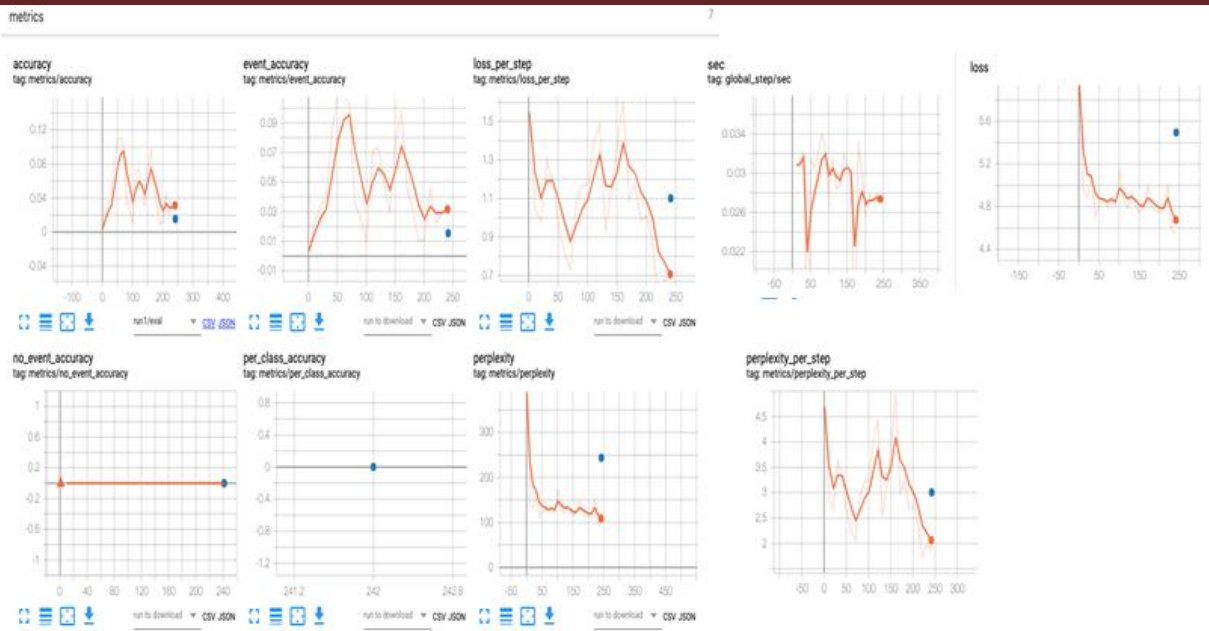 metrics
7
accuracy
tag: metrics/accuracy
0.12
0.08
0.04
0
-0.04
-100 0 100 200 300 400
run1/eval CSV JSON
event_accuracy
tag: metrics/event_accuracy
0.09
0.07
0.05
0.03
0.01
-0.01
0 50 100 150 200 250
run to download CSV JSON
loss_per_step
tag: metrics/loss_per_step
1.5
1.3
1.1
0.9
0.7
0 50 100 150 200 250
run to download CSV JSON
sec
tag: global_step/sec
0.034
0.03
0.026
0.022
-50 50 150 250 350
loss
5.6
5.2
4.8
4.4
-150 -50 50 150 250
no_event_accuracy
tag: metrics/no_event_accuracy
1
0.6
0.2
-0.2
-0.6
-1
0 40 80 120 160 200 240
run to download CSV JSON
per_class_accuracy
tag: metrics/per_class_accuracy
0.8
0.4
0
-0.4
-0.8
-1.2
241.2 242 242.8
run to download CSV JSON
perplexity
tag: metrics/perplexity
300
200
100
0
-50 50 150 250 350 450
run to download CSV JSON
perplexity_per_step
tag: metrics/perplexity_per_step
4.5
4
3.5
3
2.5
2
-50 0 50 100 150 200 250 300